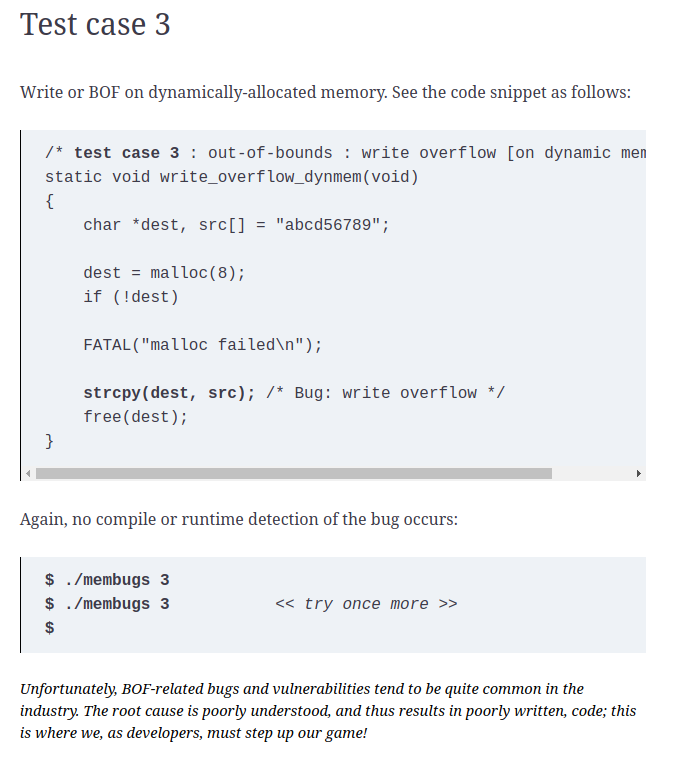 Test case 3
Write or BOF on dynamically-allocated memory. See the code snippet as follows:
/* test case 3 : out-of-bounds : write overflow [on dynamic mem
static void write_overflow_dynmem(void)
{
    char *dest, src[] = "abcd56789";
    dest = malloc(8);
    if (!dest)
    FATAL("malloc failed\n");
    strcpy(dest, src); /* Bug: write overflow */
    free(dest);
}
Again, no compile or runtime detection of the bug occurs:
$ ./membugs 3
$ ./membugs 3           << try once more >>
$
Unfortunately, BOF-related bugs and vulnerabilities tend to be quite common in the
industry. The root cause is poorly understood, and thus results in poorly written, code; this
is where we, as developers, must step up our game!